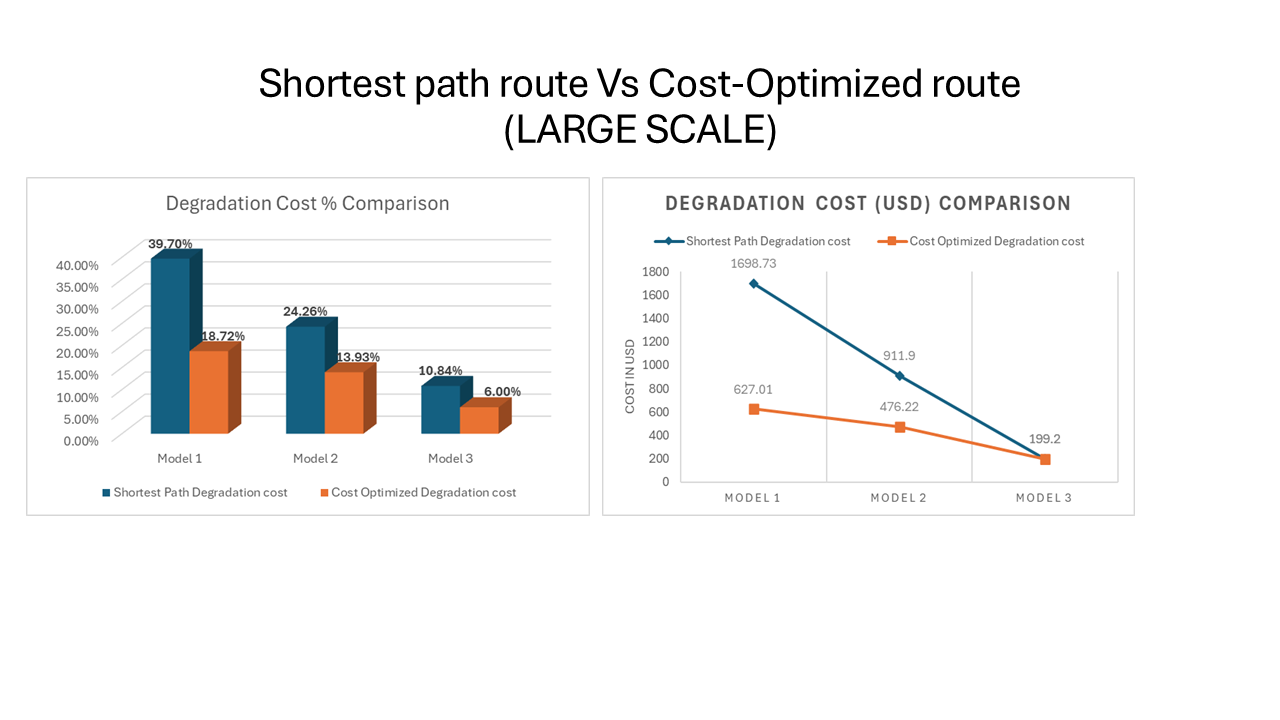 Shortest path route Vs Cost-Optimized route
(LARGE SCALE)
Degradation Cost % Comparison
40.00%
35.00%
30.00%
25.00%
20.00%
15.00%
10.00%
5.00%
0.00%
39.70%
18.72%
24.26%
13.93%
10.84%
6.00%
Model 1
Model 2
Model 3
Shortest Path Degradation cost
Cost Optimized Degradation cost
DEGRADATION COST (USD) COMPARISON
Shortest Path Degradation cost
Cost Optimized Degradation cost
COST IN USD
1800
1600
1400
1200
1000
800
600
400
200
0
1698.73
911.9
627.01
476.22
199.2
MODEL 1
MODEL 2
MODEL 3